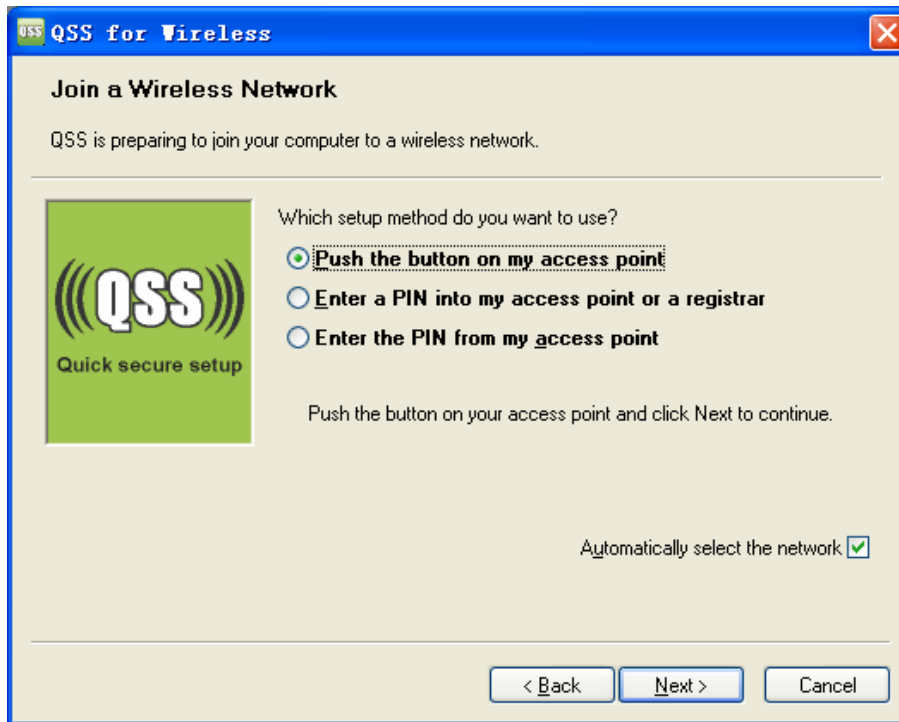 QSS QSS for Wireless
Join a Wireless Network
QSS is preparing to join your computer to a wireless network.
Which setup method do you want to use?
Push the button on my access point
Enter a PIN into my access point or a registrar
Enter the PIN from my access point
(((QSS)))
Quick secure setup
Push the button on your access point and click Next to continue.
Automatically select the network
< Back
Next >
Cancel